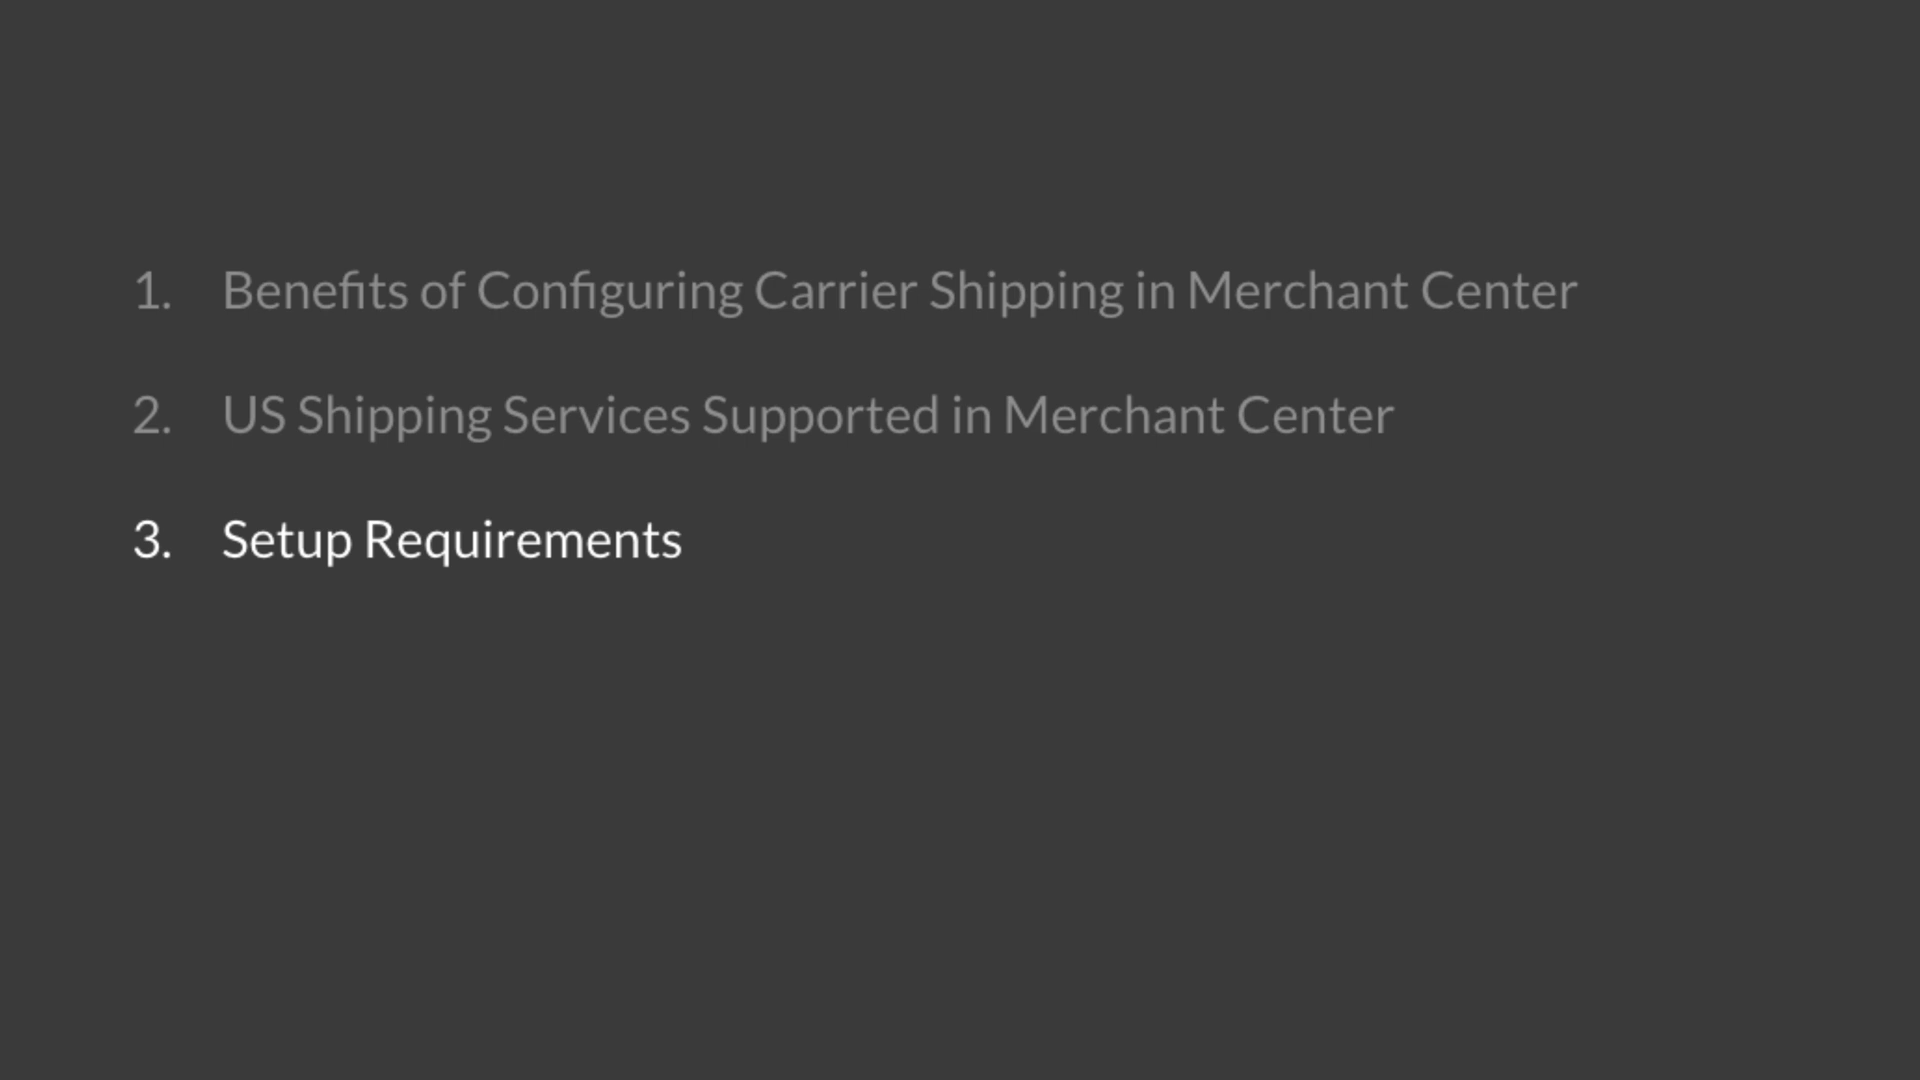 1. Benefits of Configuring Carrier Shipping in Merchant Center
2. US Shipping Services Supported in Merchant Center
3. Setup Requirements